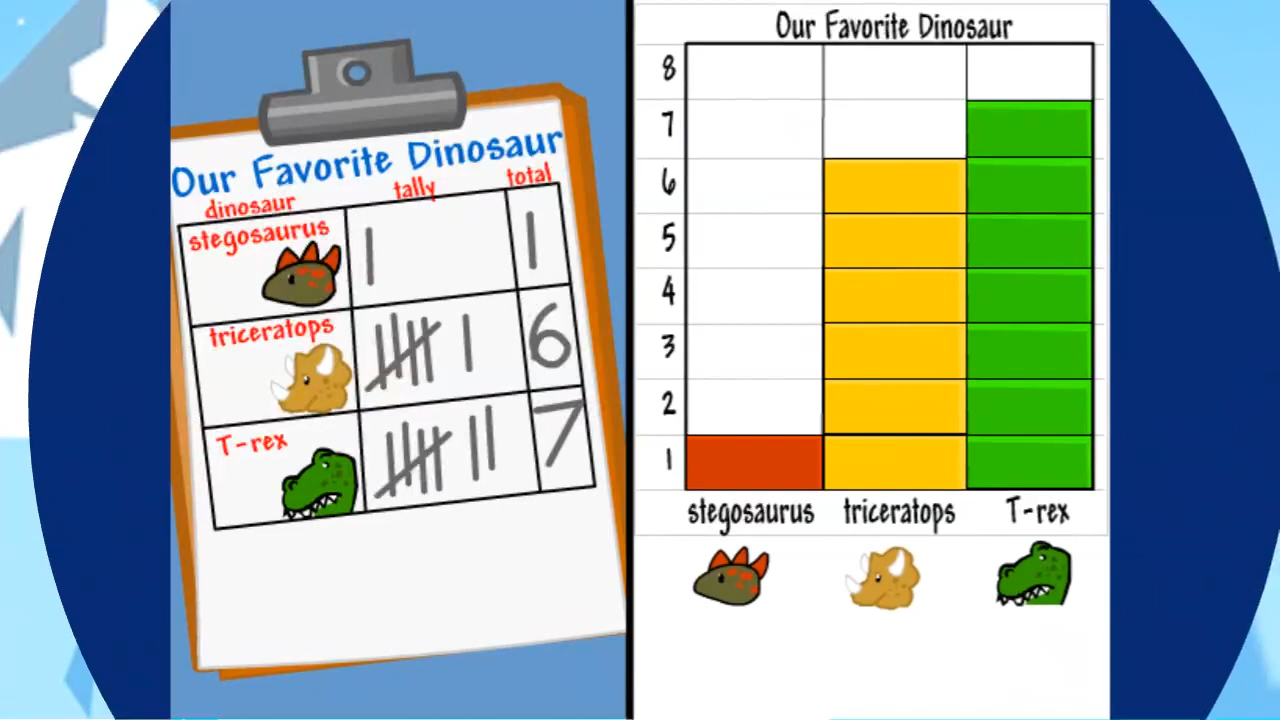 Our Favorite Dinosaur
dinosaur tally total
stegosaurus 1
triceratops 6
T-rex 7
Our Favorite Dinosaur
8
7
6
5
4
3
2
1
stegosaurus triceratops T-rex